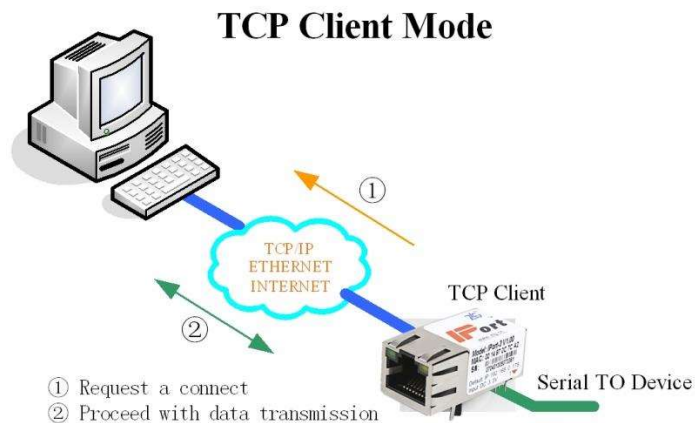 TCP Client Mode
①
TCP/IP
ETHERNET
INTERNET
②
TCP Client
Port
Serial TO Device
① Request a connect
② Proceed with data transmission